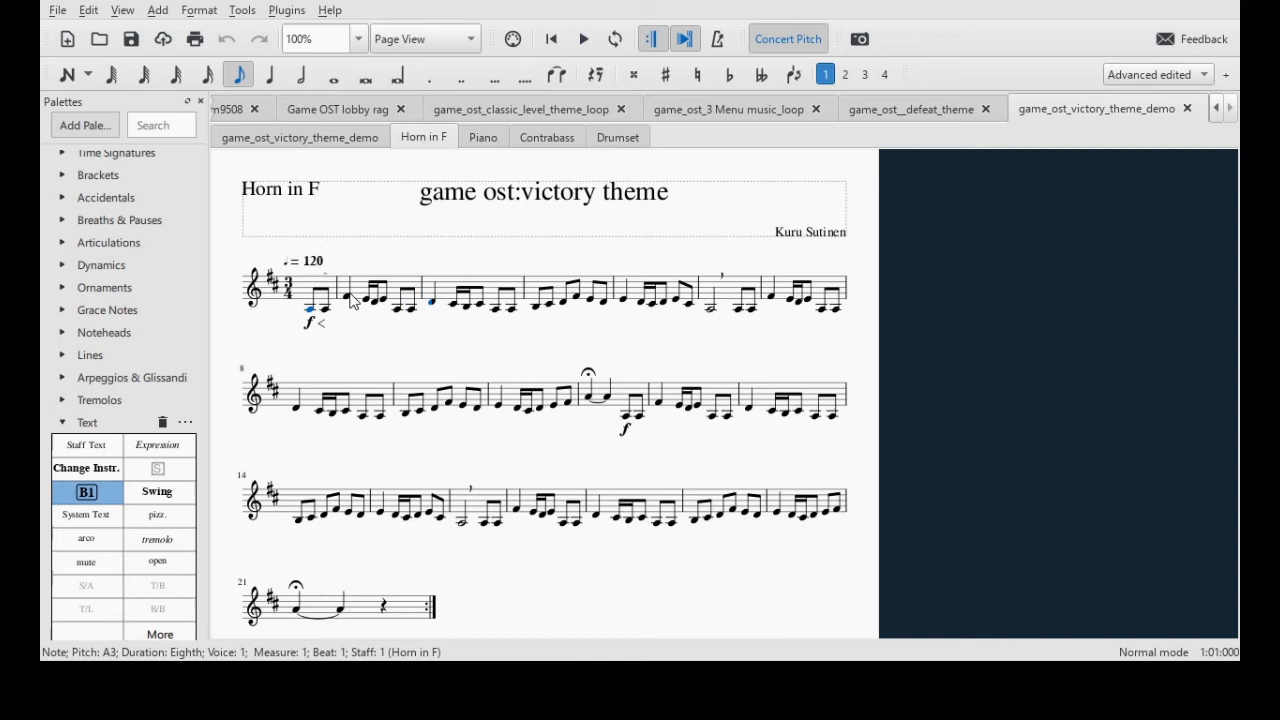 File Edit View Add Format Tools Plugins Help
100% Page View Concert Pitch Feedback
1 2 3 4 Advanced edited +
Palettes
m9508 Game OST lobby rag game_ost_classic_level_theme_loop game_ost_3 Menu music_loop game_ost__defeat_theme game_ost_victory_theme_demo
Add Pale... Search
game_ost_victory_theme_demo Horn in F Piano Contrabass Drumset
Time Signatures
Brackets
Accidentals
Breaths & Pauses
Articulations
Dynamics
Ornaments
Grace Notes
Noteheads
Lines
Arpeggios & Glissandi
Tremolos
Text
Staff Text Expression
Change Instr. S
B1 Swing
System Text pizz.
arco tremolo
mute open
S/A T/B
T/L B/B
More
Horn in F
game ost:victory theme
Kuru Sutinen
= 120
3
4
f
8
f
14
21
Note; Pitch: A3; Duration: Eighth; Voice: 1; Measure: 1; Beat: 1; Staff: 1 (Horn in F)
Normal mode 1:01:000